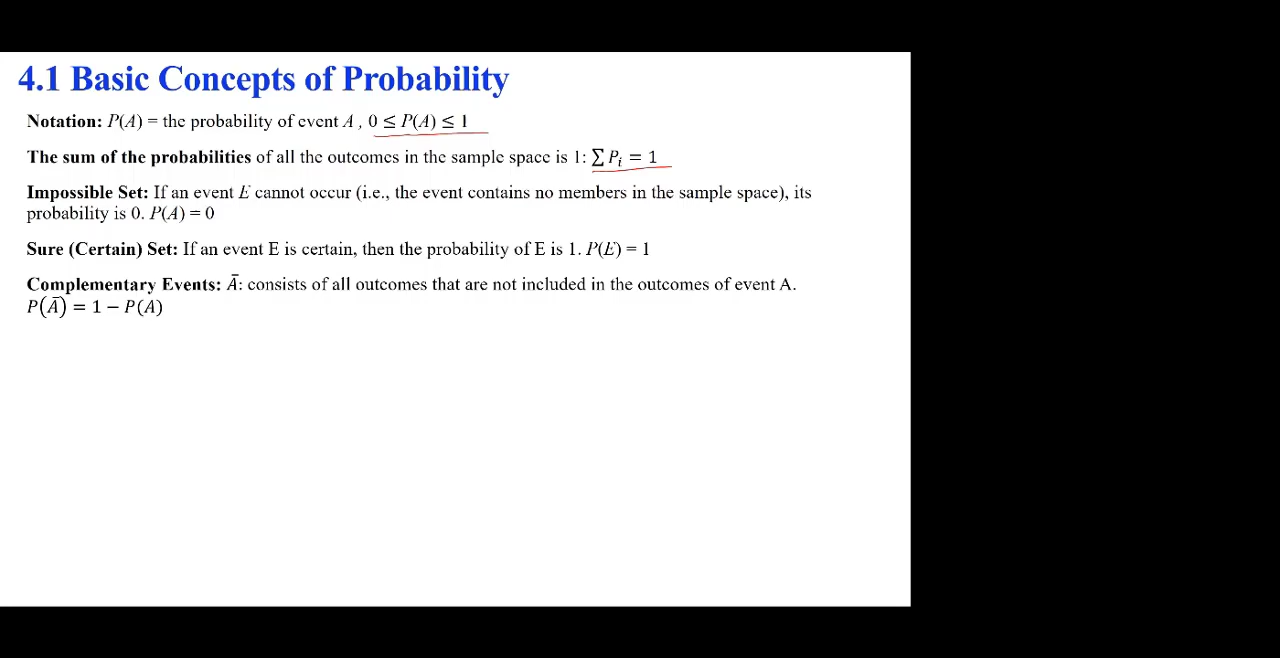 4.1 Basic Concepts of Probability
Notation: P(A) = the probability of event A , 0 ≤ P(A) ≤ 1
The sum of the probabilities of all the outcomes in the sample space is 1: ∑ Pᵢ = 1
Impossible Set: If an event E cannot occur (i.e., the event contains no members in the sample space), its
probability is 0. P(A) = 0
Sure (Certain) Set: If an event E is certain, then the probability of E is 1. P(E) = 1
Complementary Events: Ā: consists of all outcomes that are not included in the outcomes of event A.
P(Ā) = 1 − P(A)